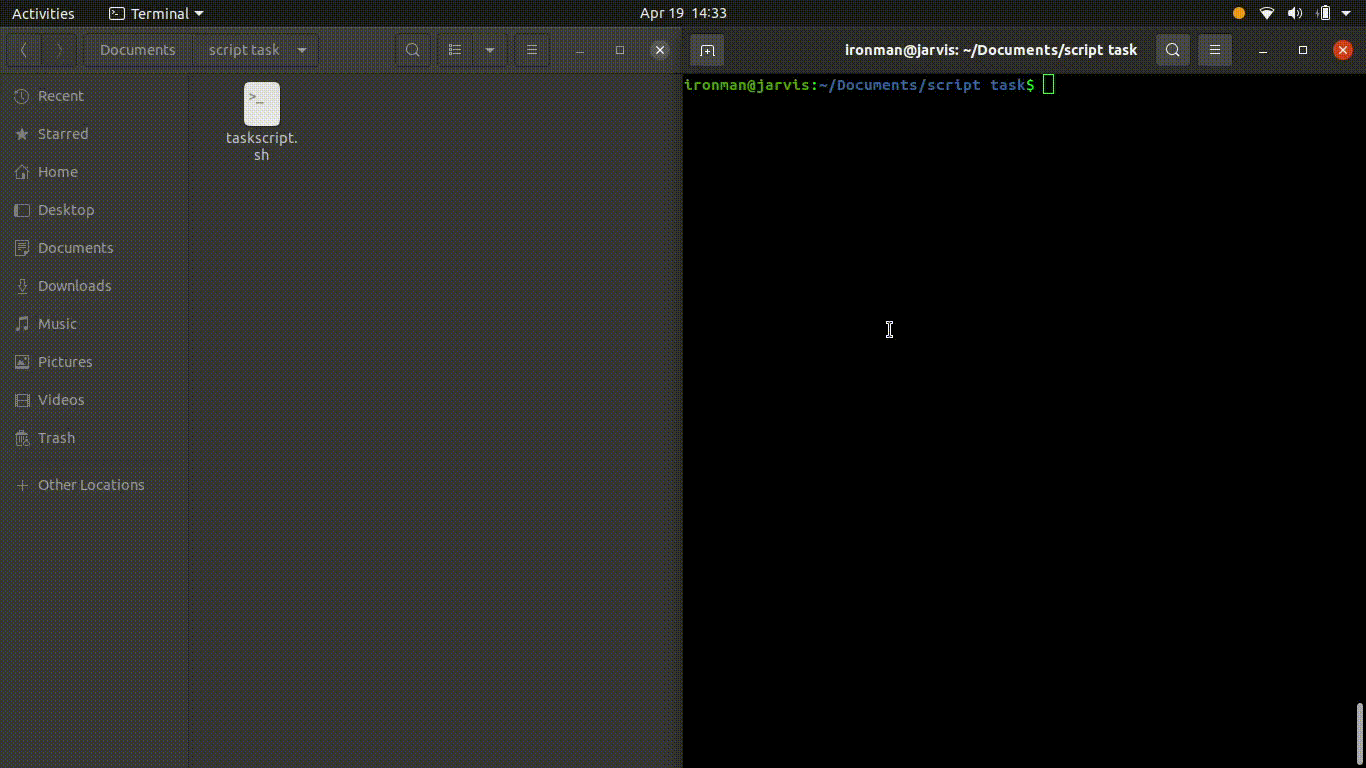 Activities
Terminal
Apr 19 14:33
Documents
script task
ironman@jarvis: ~/Documents/script task
Recent
Starred
Home
Desktop
Documents
Downloads
Music
Pictures
Videos
Trash
Other Locations
>_
taskscript.
sh
ironman@jarvis:~/Documents/script task$